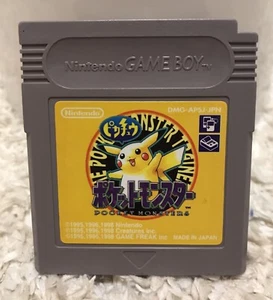 Nintendo GAME BOY™
Nintendo
DMG-APSJ-JPN
ピカチュウ
ポケットモンスター
POCKET MONSTERS
©1995,1996,1998 Nintendo
©1995,1996,1998 Creatures inc.
©1995,1996,1998 GAME FREAK inc.
MADE IN JAPAN